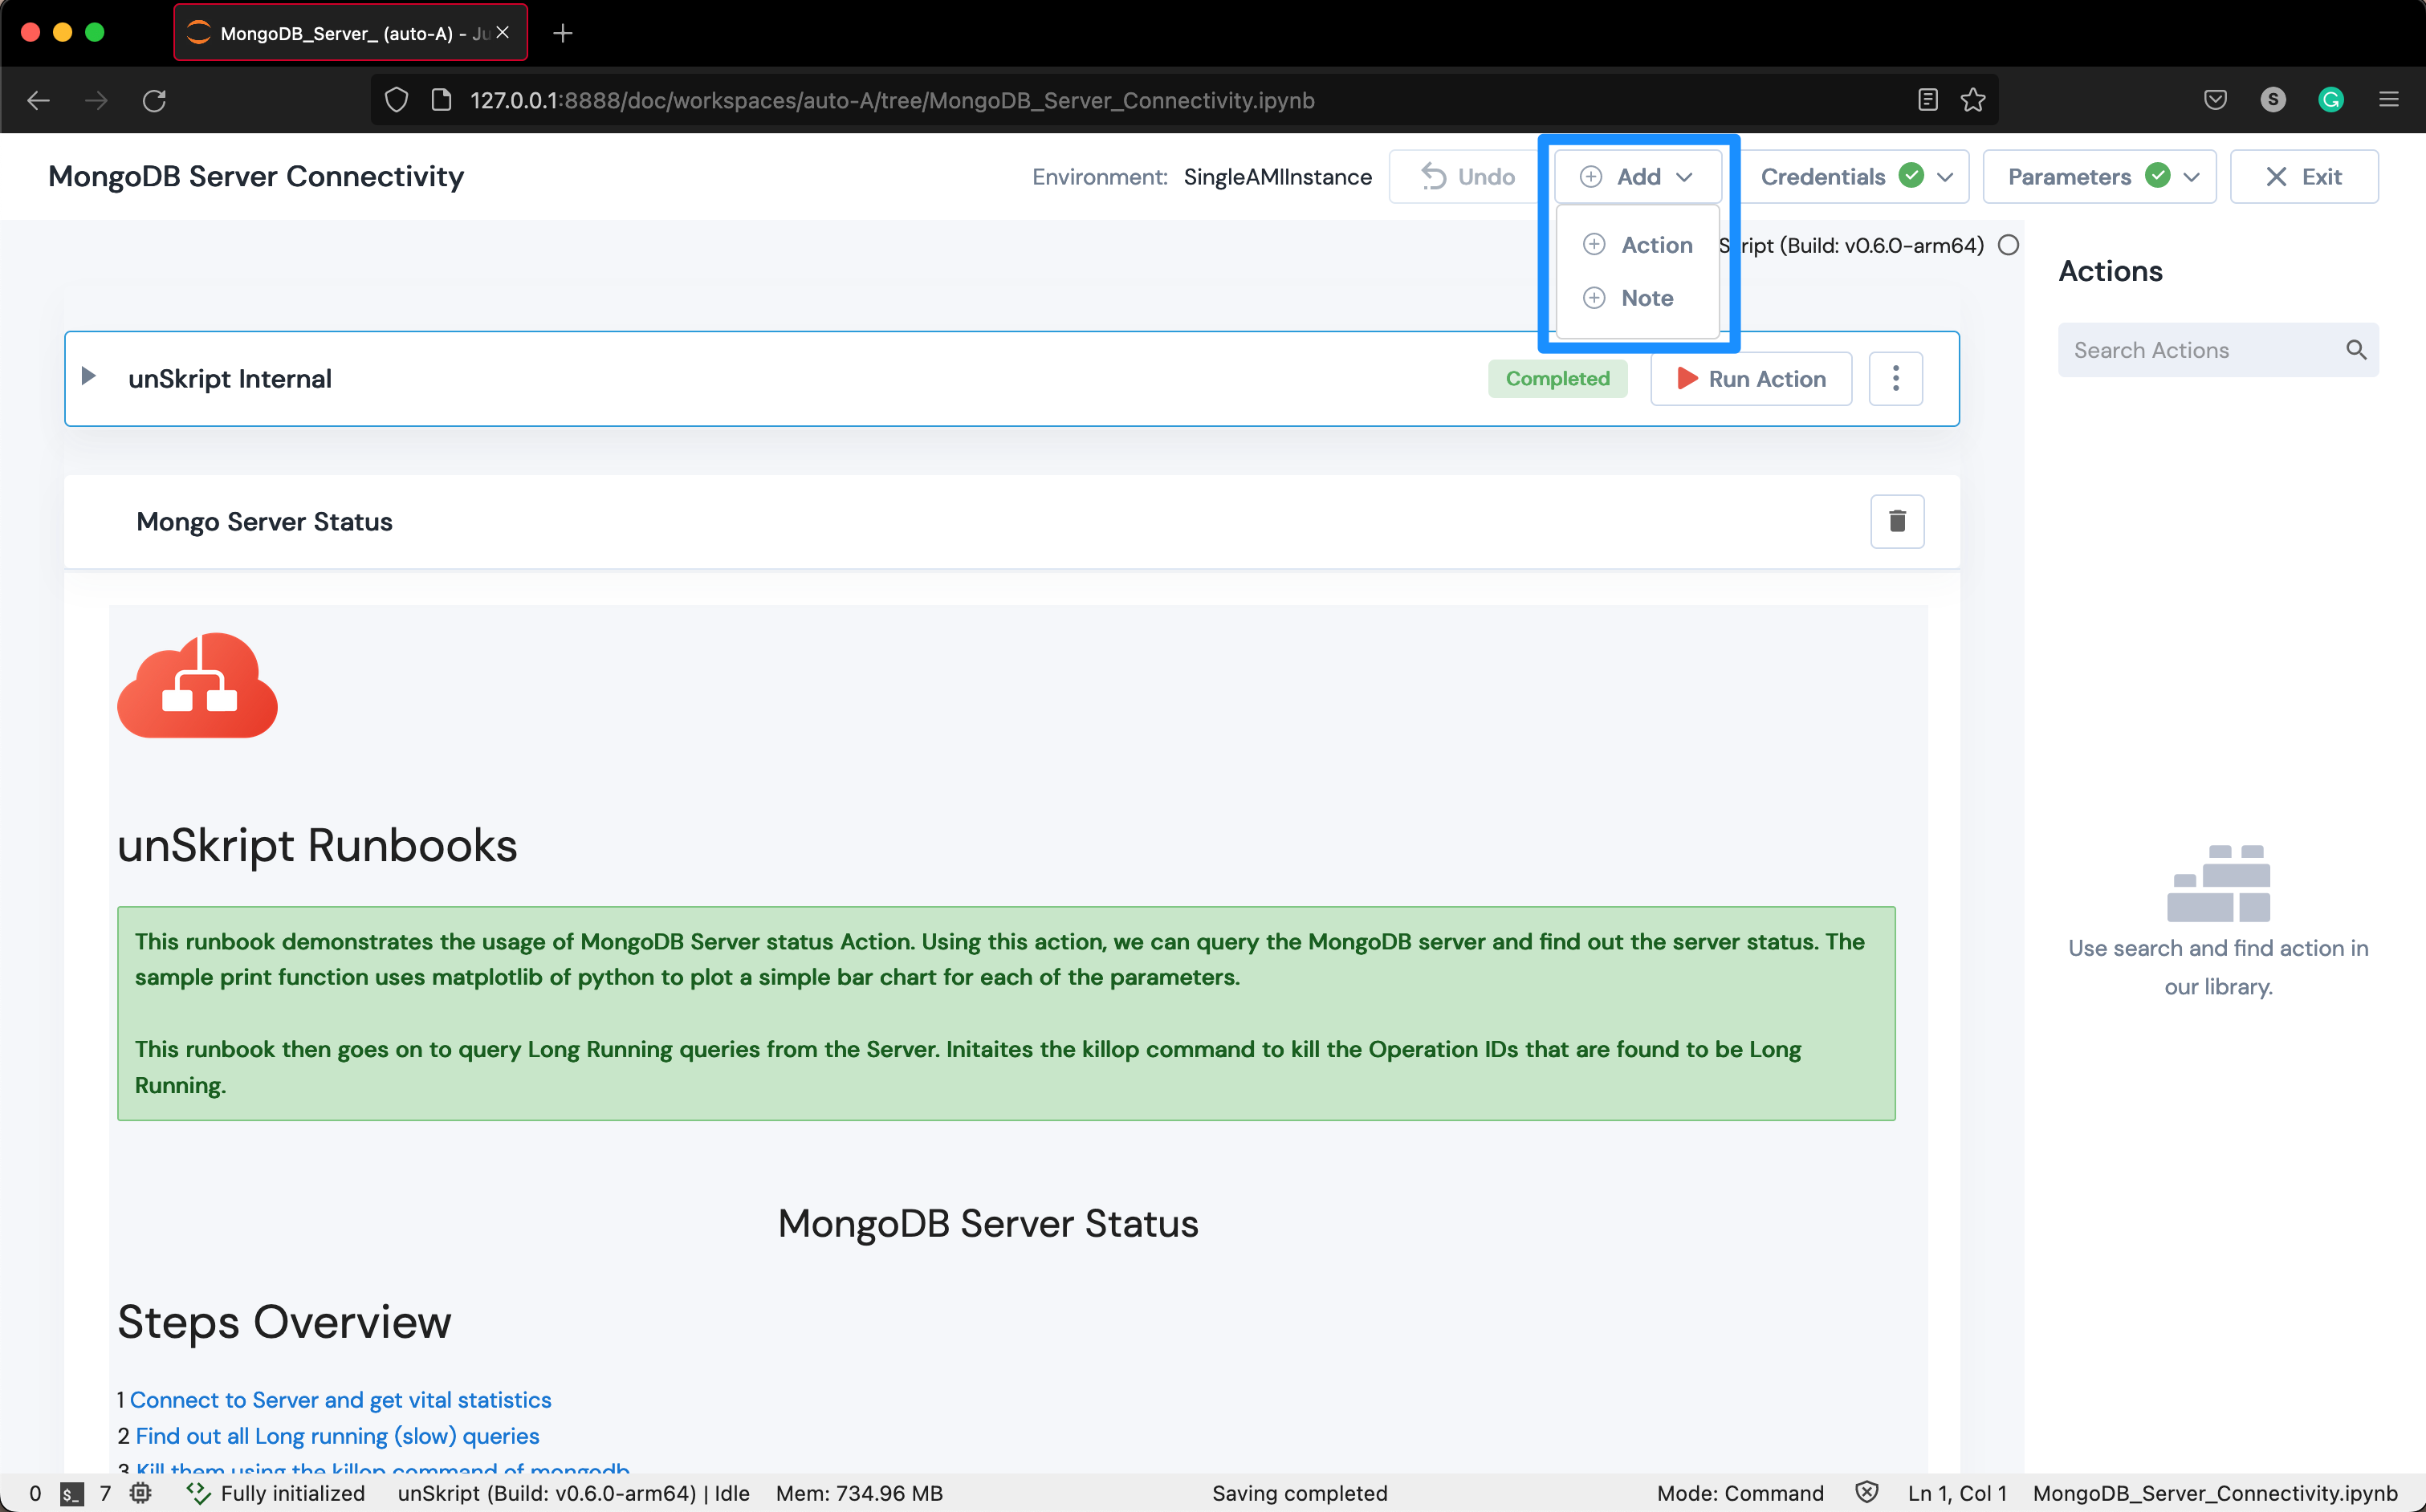 MongoDB_Server_ (auto-A) - Ju
127.0.0.1:8888/doc/workspaces/auto-A/tree/MongoDB_Server_Connectivity.ipynb
S
G
MongoDB Server Connectivity
Environment: SingleAMIInstance
Undo
Add
Credentials
Parameters
Exit
Action
Note
Script (Build: v0.6.0-arm64)
Actions
Search Actions
unSkript Internal
Completed
Run Action
Mongo Server Status
unSkript Runbooks
This runbook demonstrates the usage of MongoDB Server status Action. Using this action, we can query the MongoDB server and find out the server status. The
sample print function uses matplotlib of python to plot a simple bar chart for each of the parameters.
This runbook then goes on to query Long Running queries from the Server. Initaites the killop command to kill the Operation IDs that are found to be Long
Running.
Use search and find action in
our library.
MongoDB Server Status
Steps Overview
1 Connect to Server and get vital statistics
2 Find out all Long running (slow) queries
3 Kill them using the killop command of mongodb
0 $_ 7 Fully initialized unSkript (Build: v0.6.0-arm64) | Idle Mem: 734.96 MB Saving completed Mode: Command Ln 1, Col 1 MongoDB_Server_Connectivity.ipynb